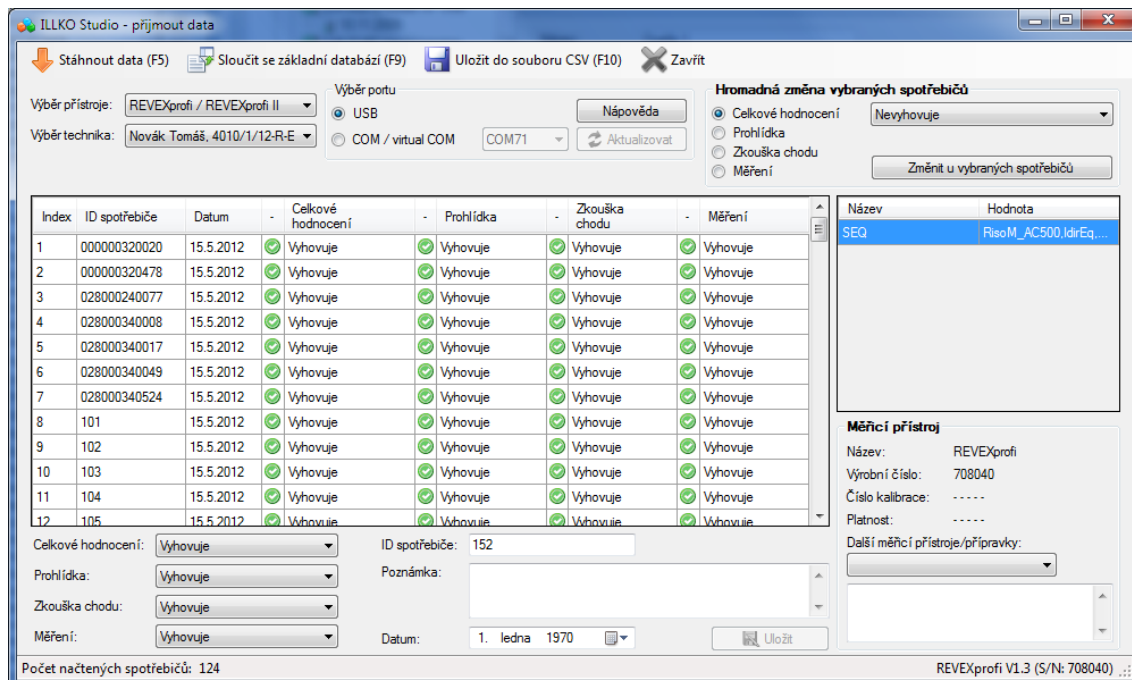 ILLKO Studio - přijmout data
Stáhnout data (F5) Sloučit se základní databází (F9) Uložit do souboru CSV (F10) Zavřít
Výběr přístroje: REVEXprofi / REVEXprofi II
Výběr technika: Novák Tomáš, 4010/1/12-R-E
Výběr portu
USB
Nápověda
COM / virtual COM COM71 Aktualizovat
Hromadná změna vybraných spotřebičů
Celkové hodnocení Nevyhovuje
Prohlídka
Zkouška chodu
Měření
Změnit u vybraných spotřebičů
Index ID spotřebiče Datum - Celkové hodnocení - Prohlídka - Zkouška chodu - Měření
1 000000320020 15.5.2012 Vyhovuje Vyhovuje Vyhovuje Vyhovuje
2 000000320478 15.5.2012 Vyhovuje Vyhovuje Vyhovuje Vyhovuje
3 028000240077 15.5.2012 Vyhovuje Vyhovuje Vyhovuje Vyhovuje
4 028000340008 15.5.2012 Vyhovuje Vyhovuje Vyhovuje Vyhovuje
5 028000340017 15.5.2012 Vyhovuje Vyhovuje Vyhovuje Vyhovuje
6 028000340049 15.5.2012 Vyhovuje Vyhovuje Vyhovuje Vyhovuje
7 028000340524 15.5.2012 Vyhovuje Vyhovuje Vyhovuje Vyhovuje
8 101 15.5.2012 Vyhovuje Vyhovuje Vyhovuje Vyhovuje
9 102 15.5.2012 Vyhovuje Vyhovuje Vyhovuje Vyhovuje
10 103 15.5.2012 Vyhovuje Vyhovuje Vyhovuje Vyhovuje
11 104 15.5.2012 Vyhovuje Vyhovuje Vyhovuje Vyhovuje
12 105 15.5.2012 Vyhovuje Vyhovuje Vyhovuje Vyhovuje
Název Hodnota
SEQ RisoM_AC500,IdirEq,...
Měřicí přístroj
Název: REVEXprofi
Výrobní číslo: 708040
Číslo kalibrace: - - - - -
Platnost: - - - - -
Další měřicí přístroje/přípravky:
Celkové hodnocení: Vyhovuje
Prohlídka: Vyhovuje
Zkouška chodu: Vyhovuje
Měření: Vyhovuje
ID spotřebiče: 152
Poznámka:
Datum: 1. ledna 1970
Uložit
Počet načtených spotřebičů: 124
REVEXprofi V1.3 (S/N: 708040)